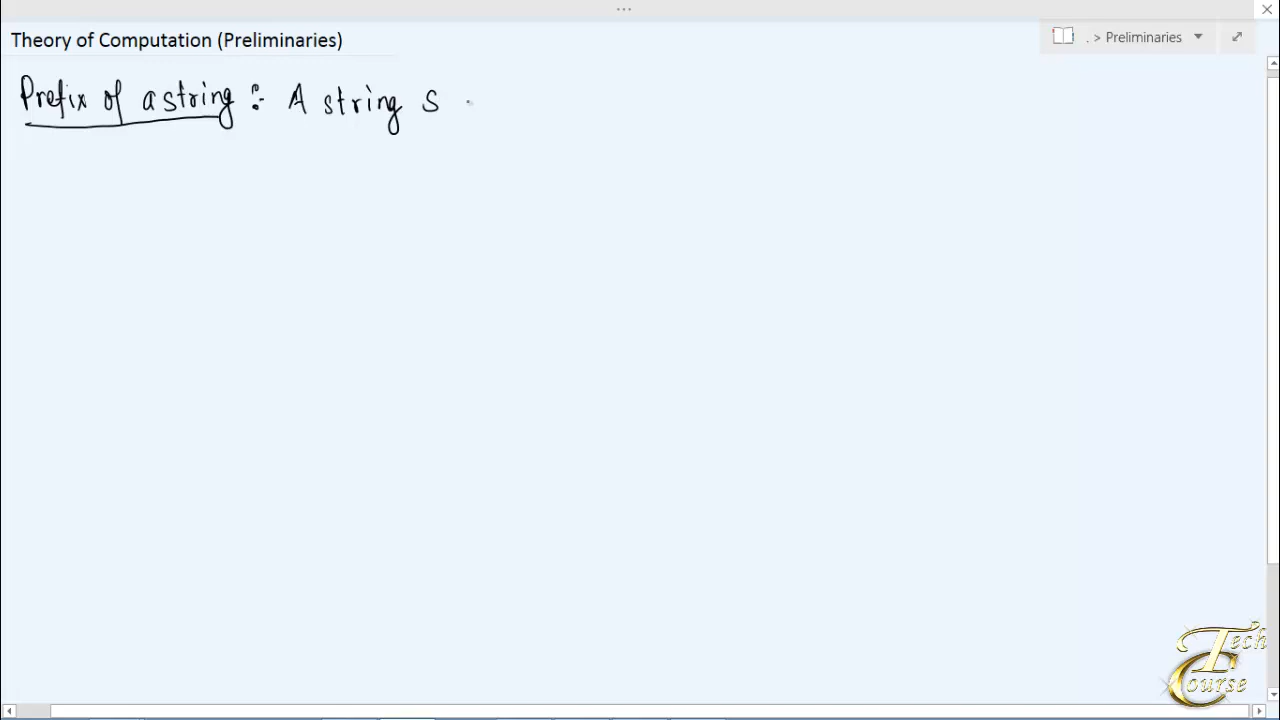 ...
Theory of Computation (Preliminaries)
. > Preliminaries
Prefix of a string :- A string S
Tech
Course